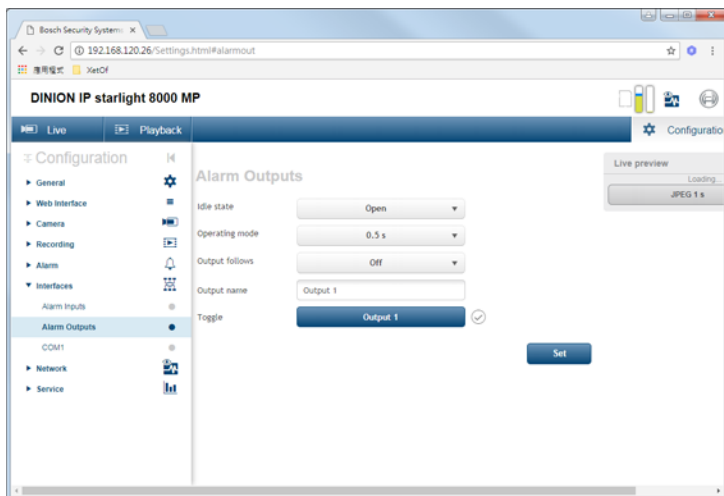 Bosch Security Systems
192.168.120.26/Settings.html#alarmout
應用程式 XetOf
DINION IP starlight 8000 MP
Live Playback Configuratio
Configuration
General
Web Interface
Camera
Recording
Alarm
Interfaces
Alarm Inputs
Alarm Outputs
COM1
Network
Service
Alarm Outputs
Idle state Open
Operating mode 0.5 s
Output follows Off
Output name Output 1
Toggle Output 1
Set
Live preview
Loading...
JPEG 1 s